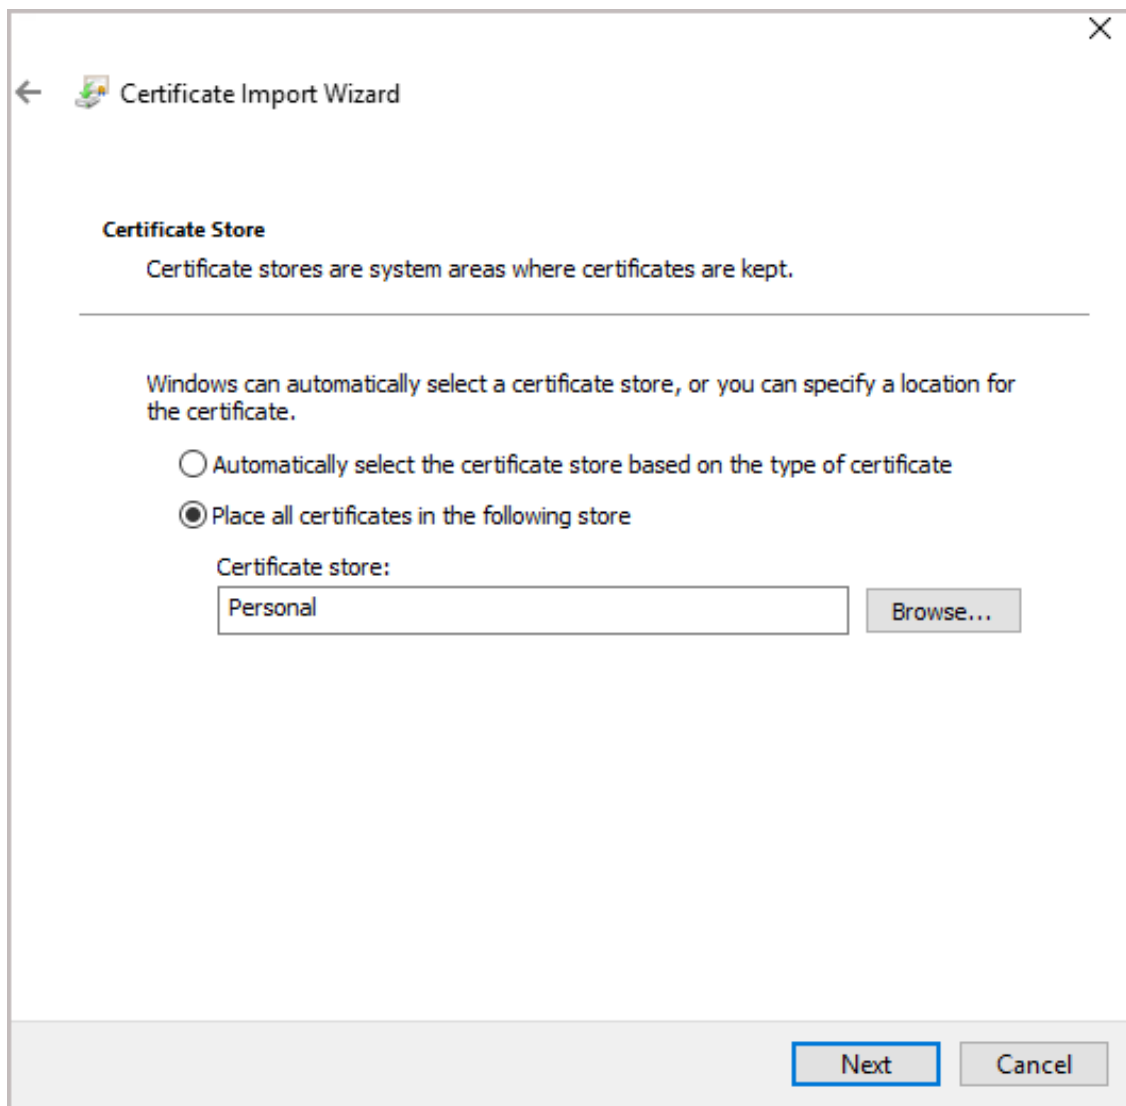 Certificate Import Wizard
Certificate Store
Certificate stores are system areas where certificates are kept.
Windows can automatically select a certificate store, or you can specify a location for
the certificate.
Automatically select the certificate store based on the type of certificate
Place all certificates in the following store
Certificate store:
Personal
Browse...
Next
Cancel